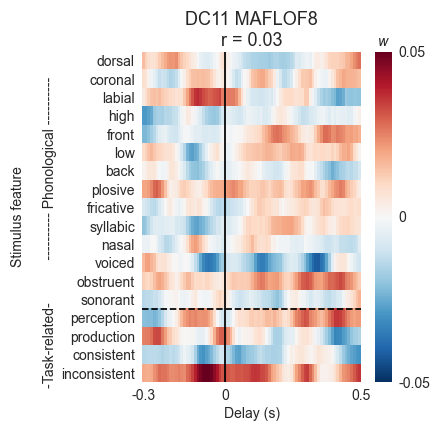 DC11 MAFLOF8
r = 0.03
w
Stimulus feature
-Task-related- ---------- Phonological ----------
dorsal
coronal
labial
high
front
low
back
plosive
fricative
syllabic
nasal
voiced
obstruent
sonorant
perception
production
consistent
inconsistent
0.05
0
-0.05
-0.3 0 0.5
Delay (s)